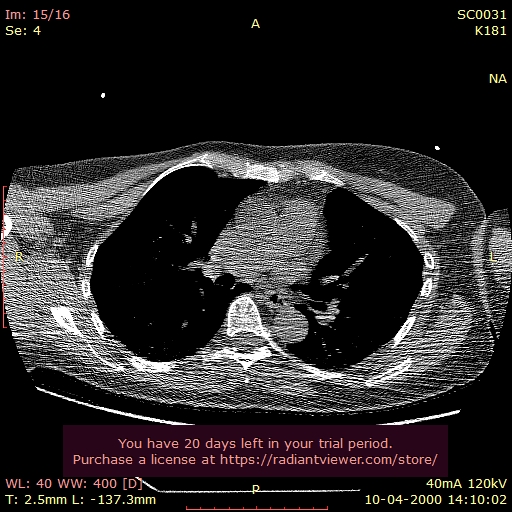 Im: 15/16
Se: 4
A
SC0031
K181
NA
R
L
You have 20 days left in your trial period.
Purchase a license at https://radiantviewer.com/store/
WL: 40 WW: 400 [D]
T: 2.5mm L: -137.3mm
P
40mA 120kV
10-04-2000 14:10:02